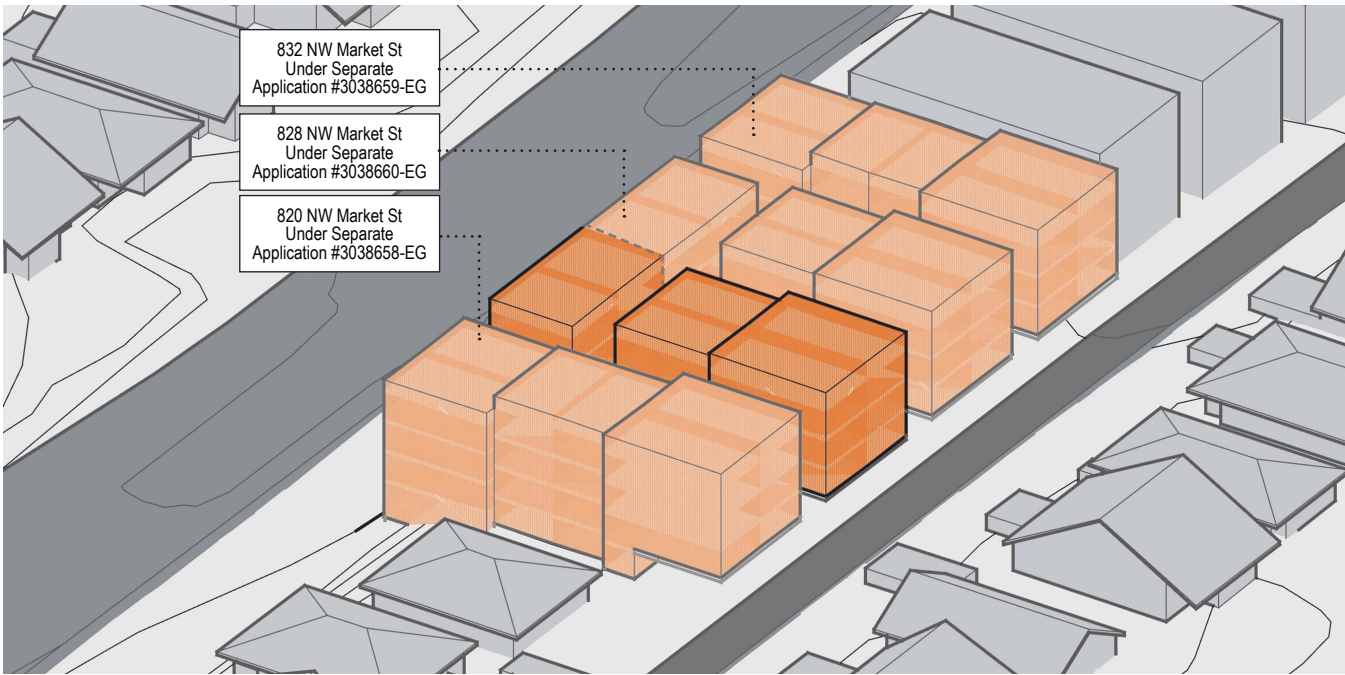 832 NW Market St
Under Separate
Application #3038659-EG
828 NW Market St
Under Separate
Application #3038660-EG
820 NW Market St
Under Separate
Application #3038658-EG